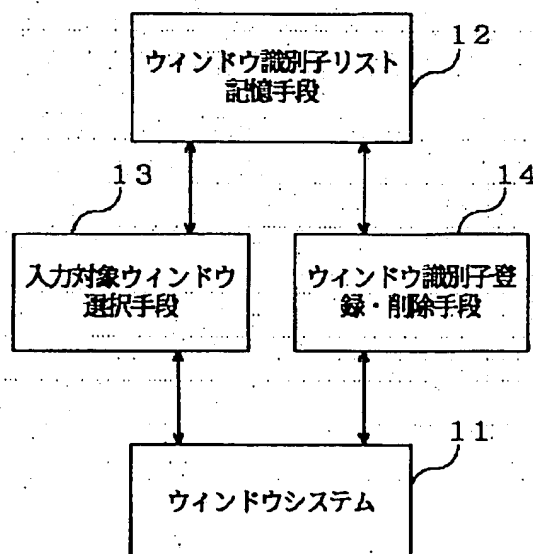 12
ウィンドウ識別子リスト
記憶手段
13
14
入力対象ウィンドウ
選択手段
ウィンドウ識別子登
録・削除手段
11
ウィンドウシステム